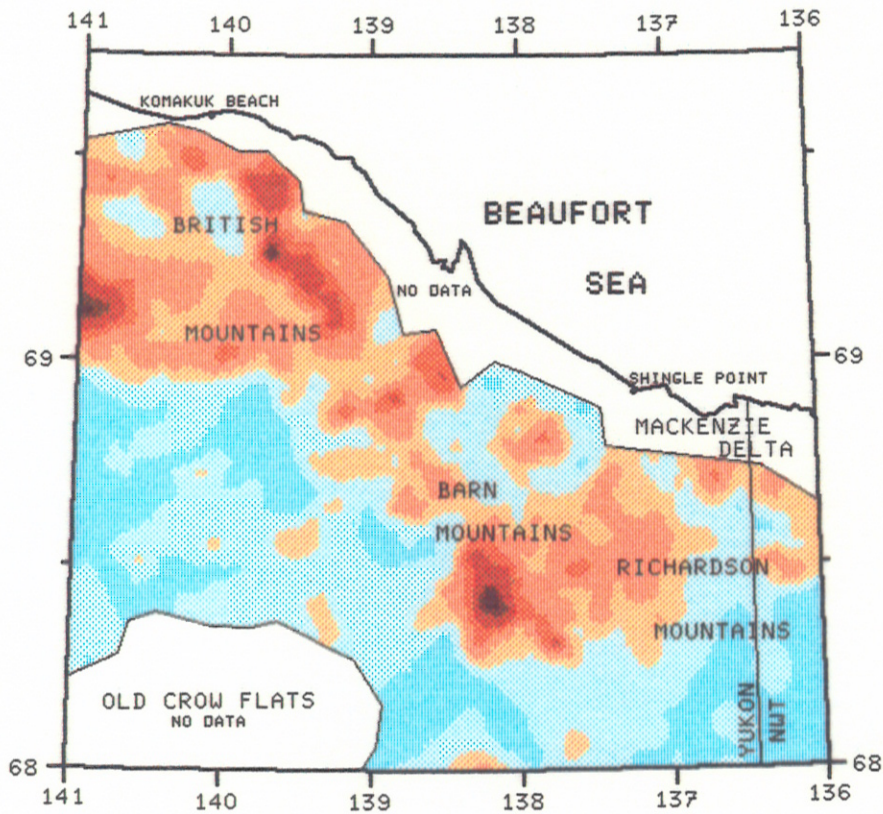 141 140 139 138 137 136
KOMAKUK BEACH
BEAUFORT
BRITISH
SEA
NO DATA
MOUNTAINS
69 69
SHINGLE POINT
MACKENZIE
DELTA
BARN
MOUNTAINS
RICHARDSON
MOUNTAINS
OLD CROW FLATS
NO DATA
YUKON
NWT
68 68
141 140 139 138 137 136